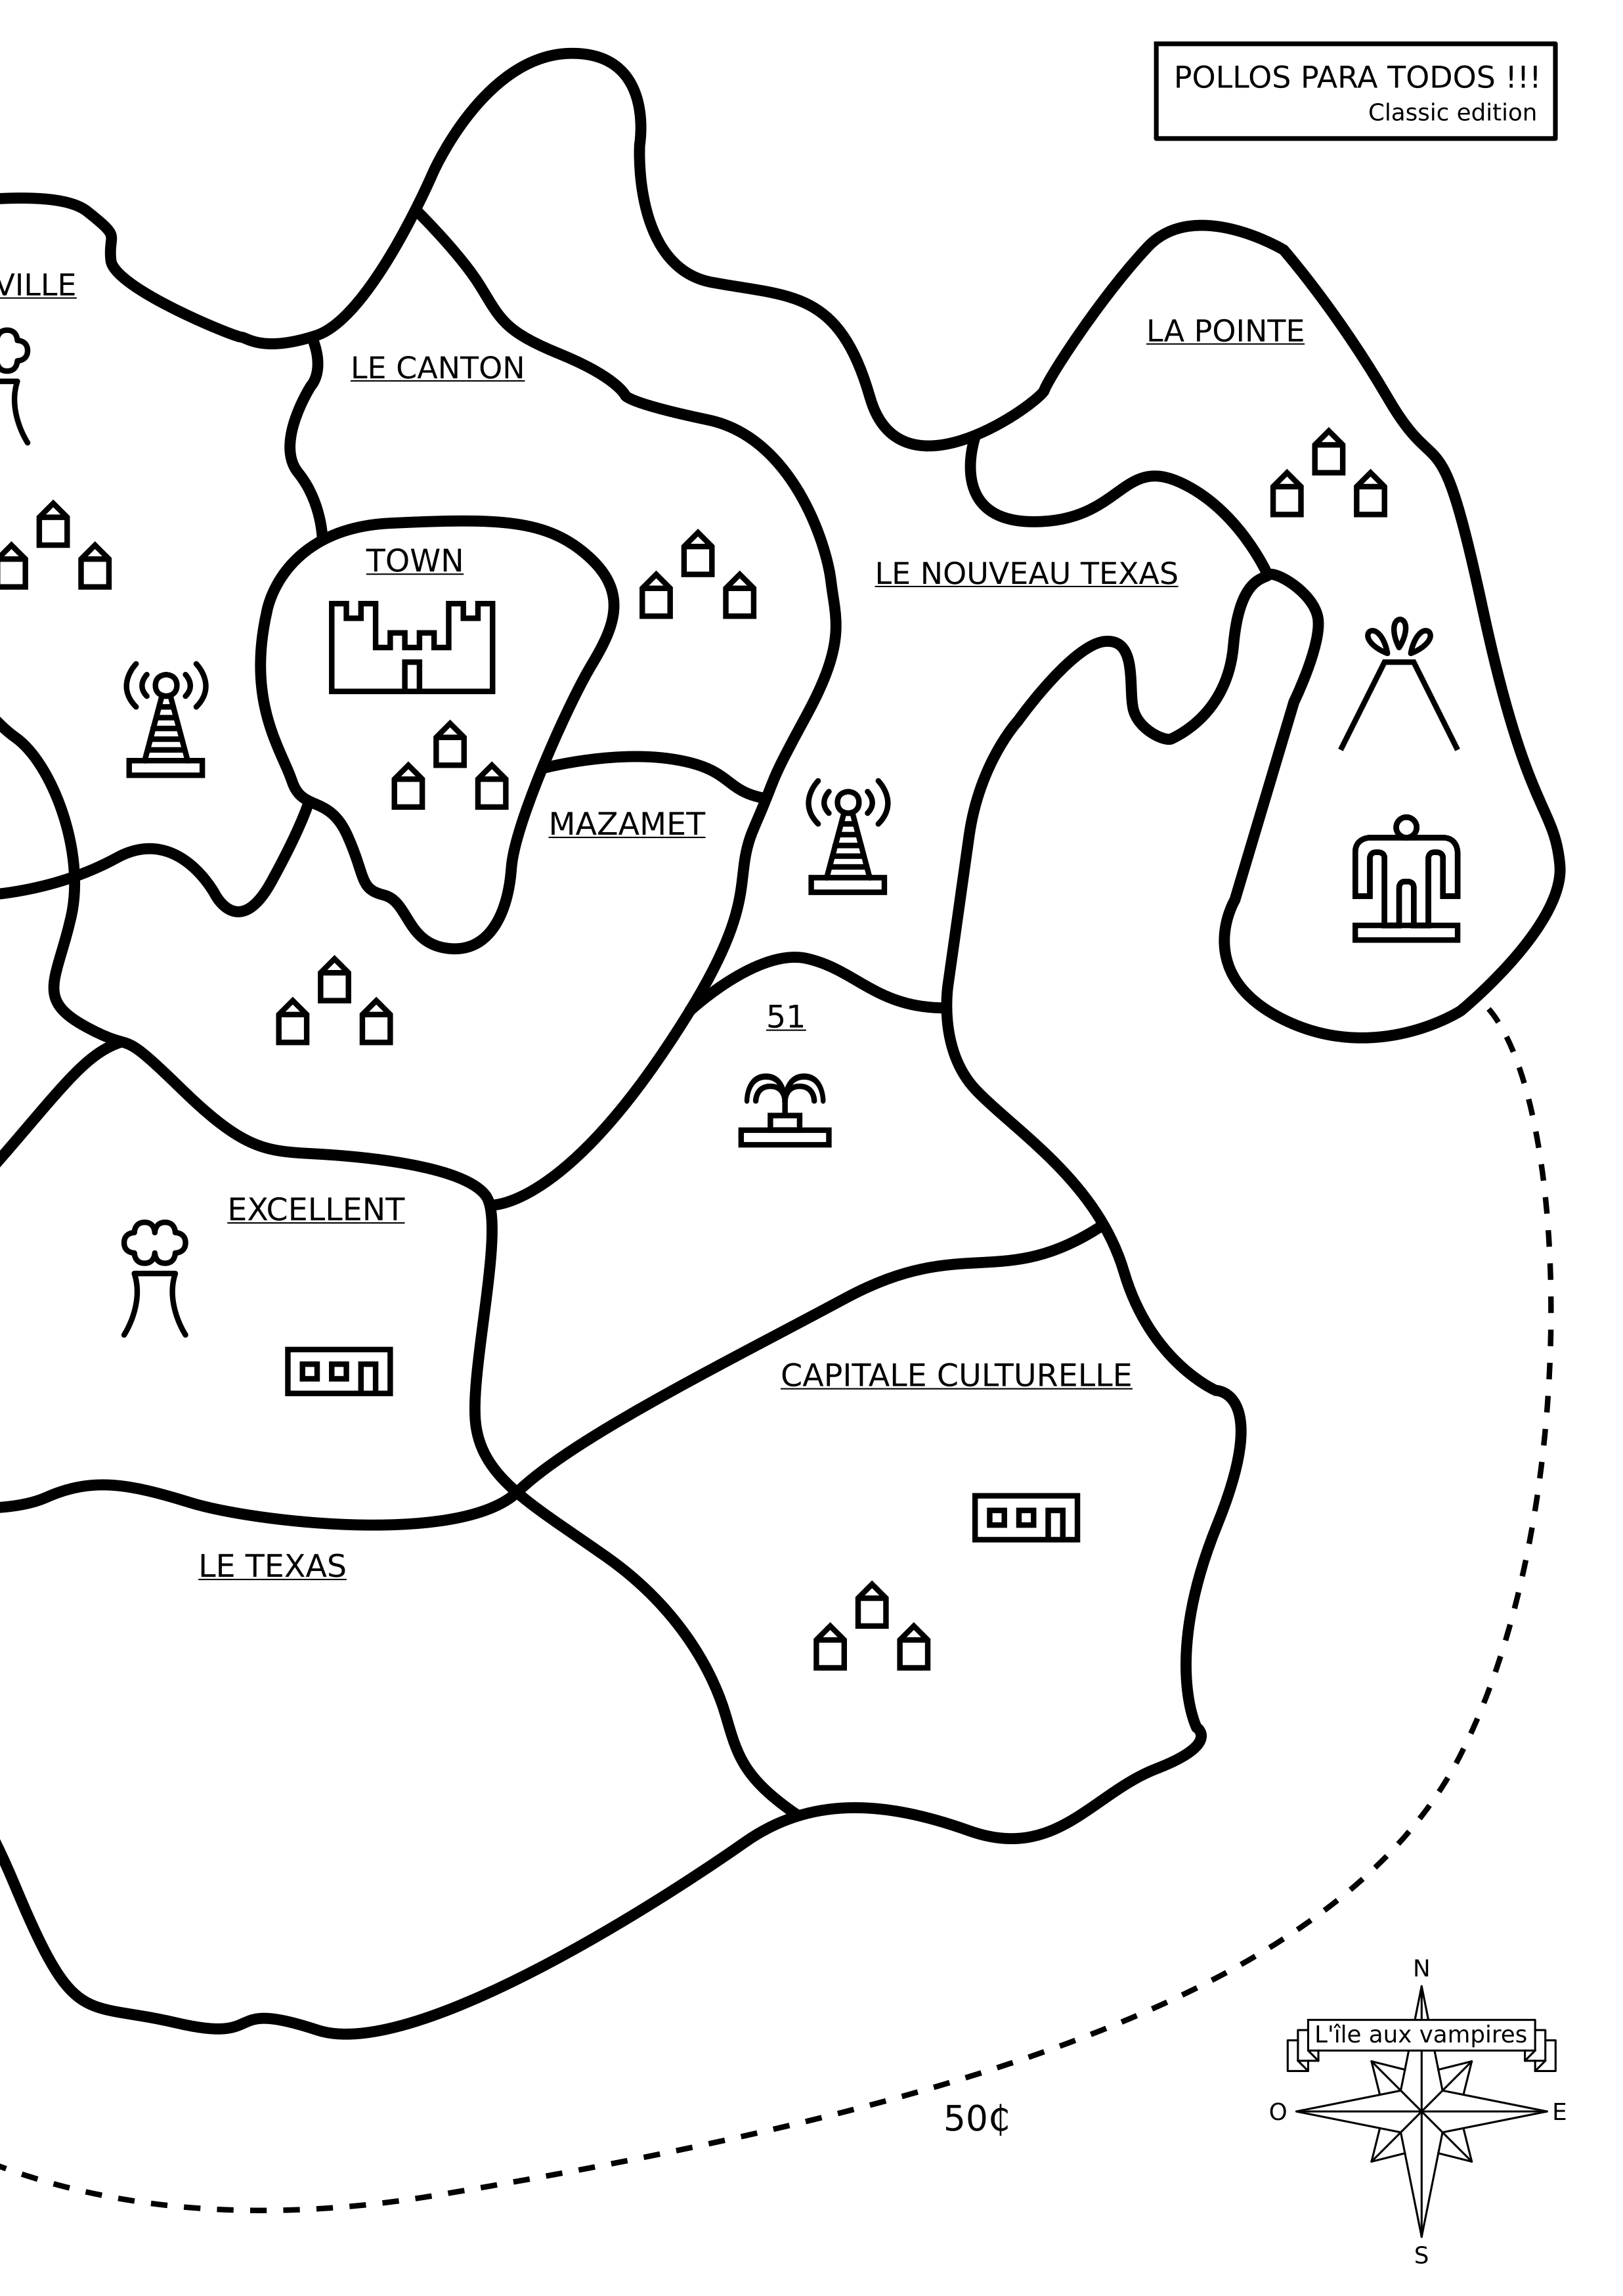 POLLOS PARA TODOS !!!
Classic edition
VILLE
LA POINTE
LE CANTON
TOWN
LE NOUVEAU TEXAS
MAZAMET
51
EXCELLENT
CAPITALE CULTURELLE
LE TEXAS
N
L'île aux vampires
O
E
50¢
S